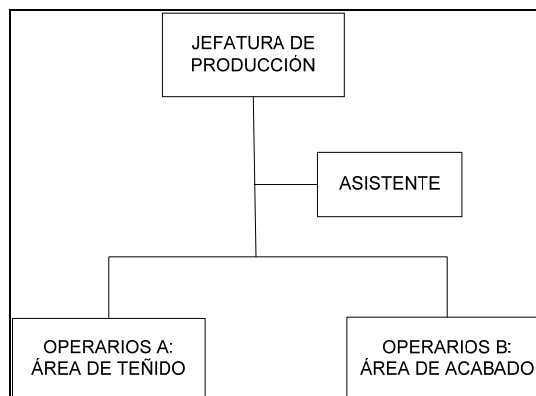 JEFATURA DE
PRODUCCIÓN
ASISTENTE
OPERARIOS A:
ÁREA DE TEÑIDO
OPERARIOS B:
ÁREA DE ACABADO